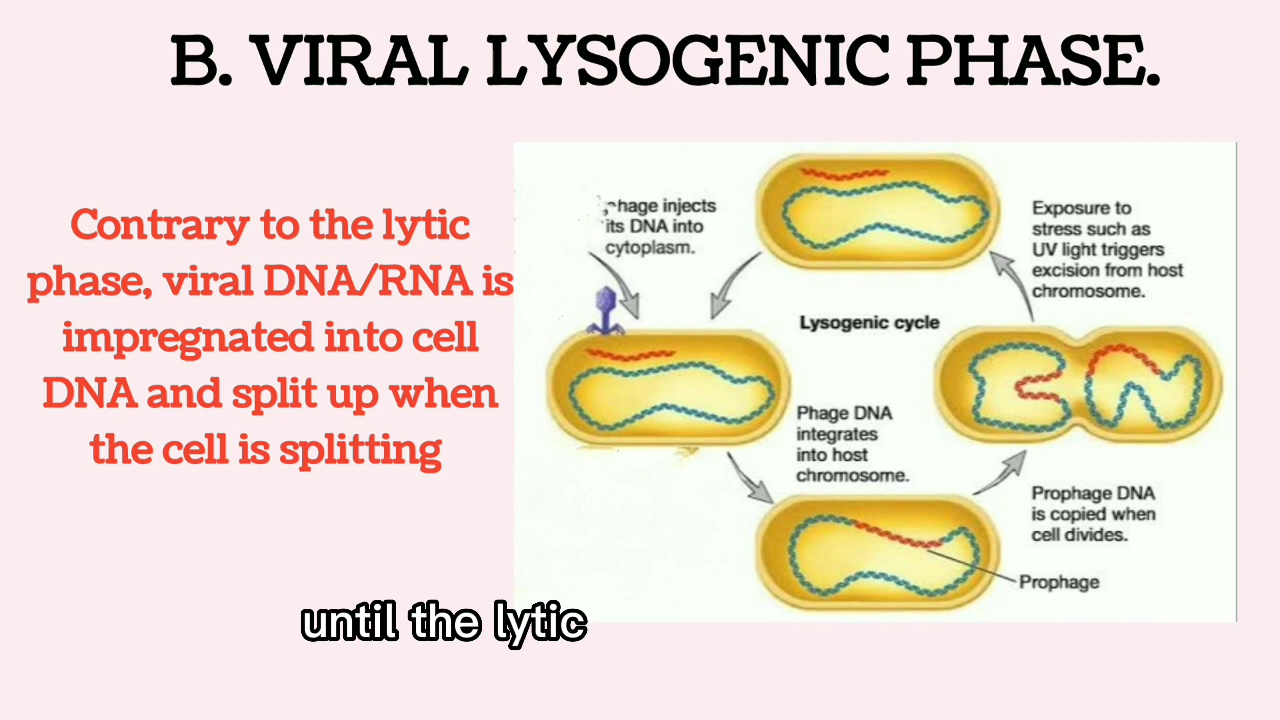 B. VIRAL LYSOGENIC PHASE.
Contrary to the lytic
phase, viral DNA/RNA is
impregnated into cell
DNA and split up when
the cell is splitting
hage injects
its DNA into
cytoplasm.
Exposure to
stress such as
UV light triggers
excision from host
chromosome.
Lysogenic cycle
Phage DNA
integrates
into host
chromosome.
Prophage DNA
is copied when
cell divides.
Prophage
until the lytic